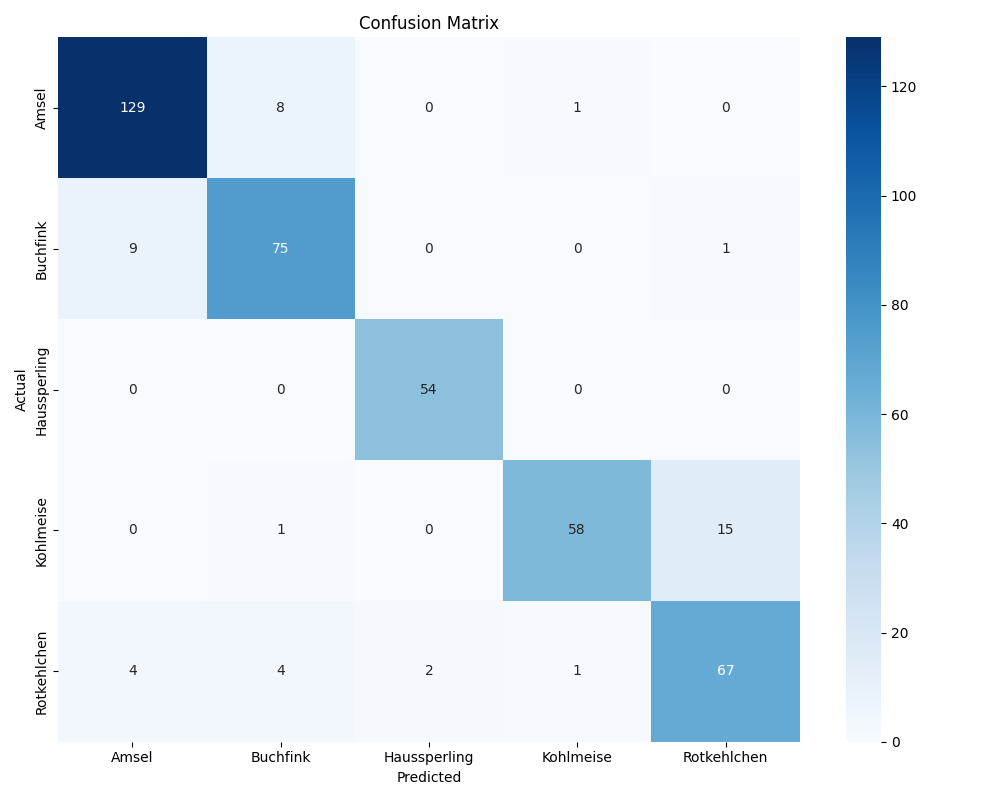 Confusion Matrix
Actual
Amsel
129 8 0 1 0
Buchfink
9 75 0 0 1
Haussperling
0 0 54 0 0
Kohlmeise
0 1 0 58 15
Rotkehlchen
4 4 2 1 67
Amsel Buchfink Haussperling Kohlmeise Rotkehlchen
Predicted
120
100
80
60
40
20
0